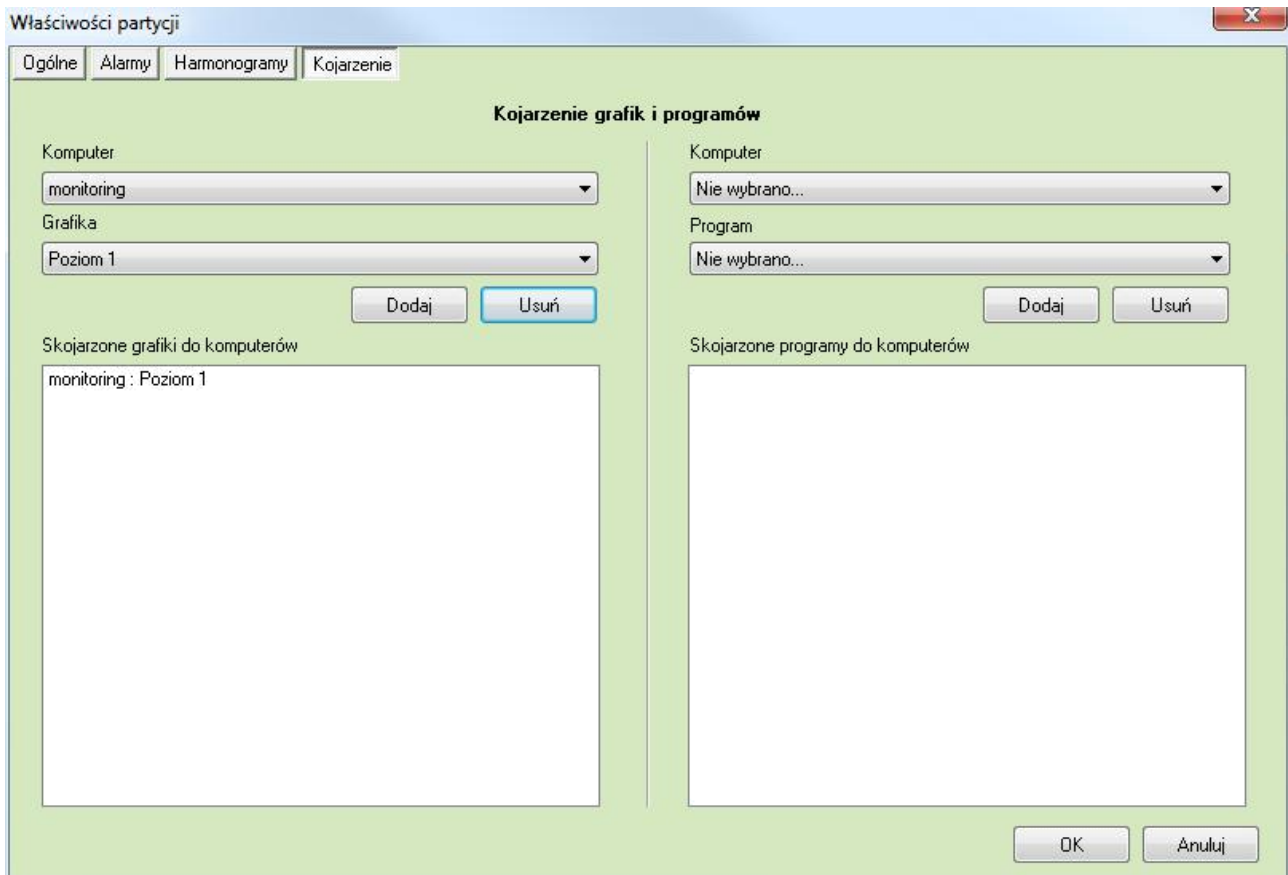 Właściwości partycji
X
Ogólne Alarmy Harmonogramy Kojarzenie
Kojarzenie grafik i programów
Komputer
monitoring
Grafika
Poziom 1
Dodaj Usuń
Skojarzone grafiki do komputerów
monitoring : Poziom 1
Komputer
Nie wybrano...
Program
Nie wybrano...
Dodaj Usuń
Skojarzone programy do komputerów
OK Anuluj